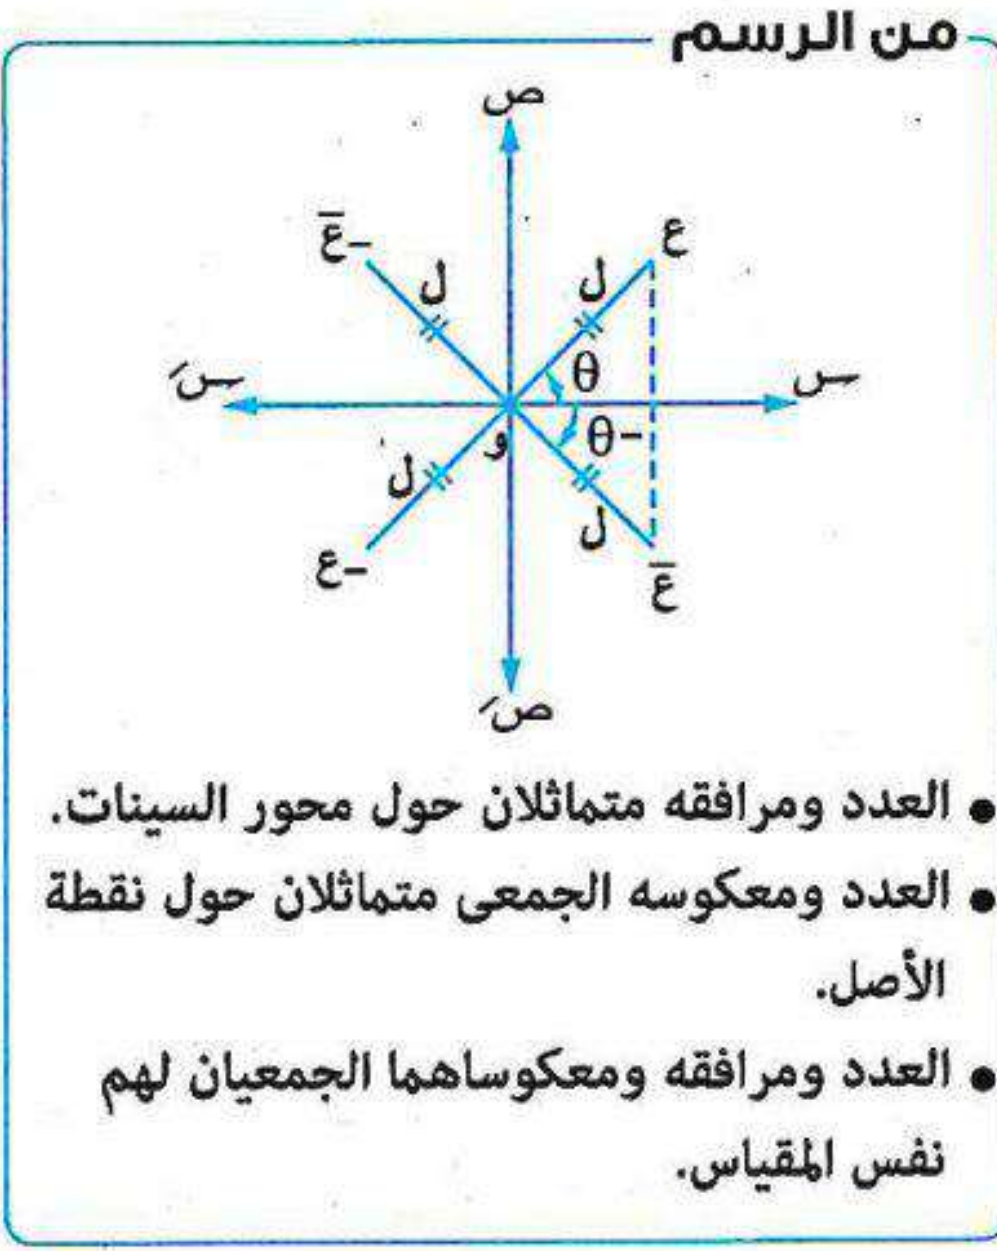 من الرسم
ص
-ع̅
ع
ل
ل
سَ
θ
س
-θ
و
ل
ل
-ع
ع̅
صَ
• العدد ومرافقه متماثلان حول محور السينات.
• العدد ومعكوسه الجمعى متماثلان حول نقطة
الأصل.
• العدد ومرافقه ومعكوساهما الجمعيان لهم
نفس المقياس.